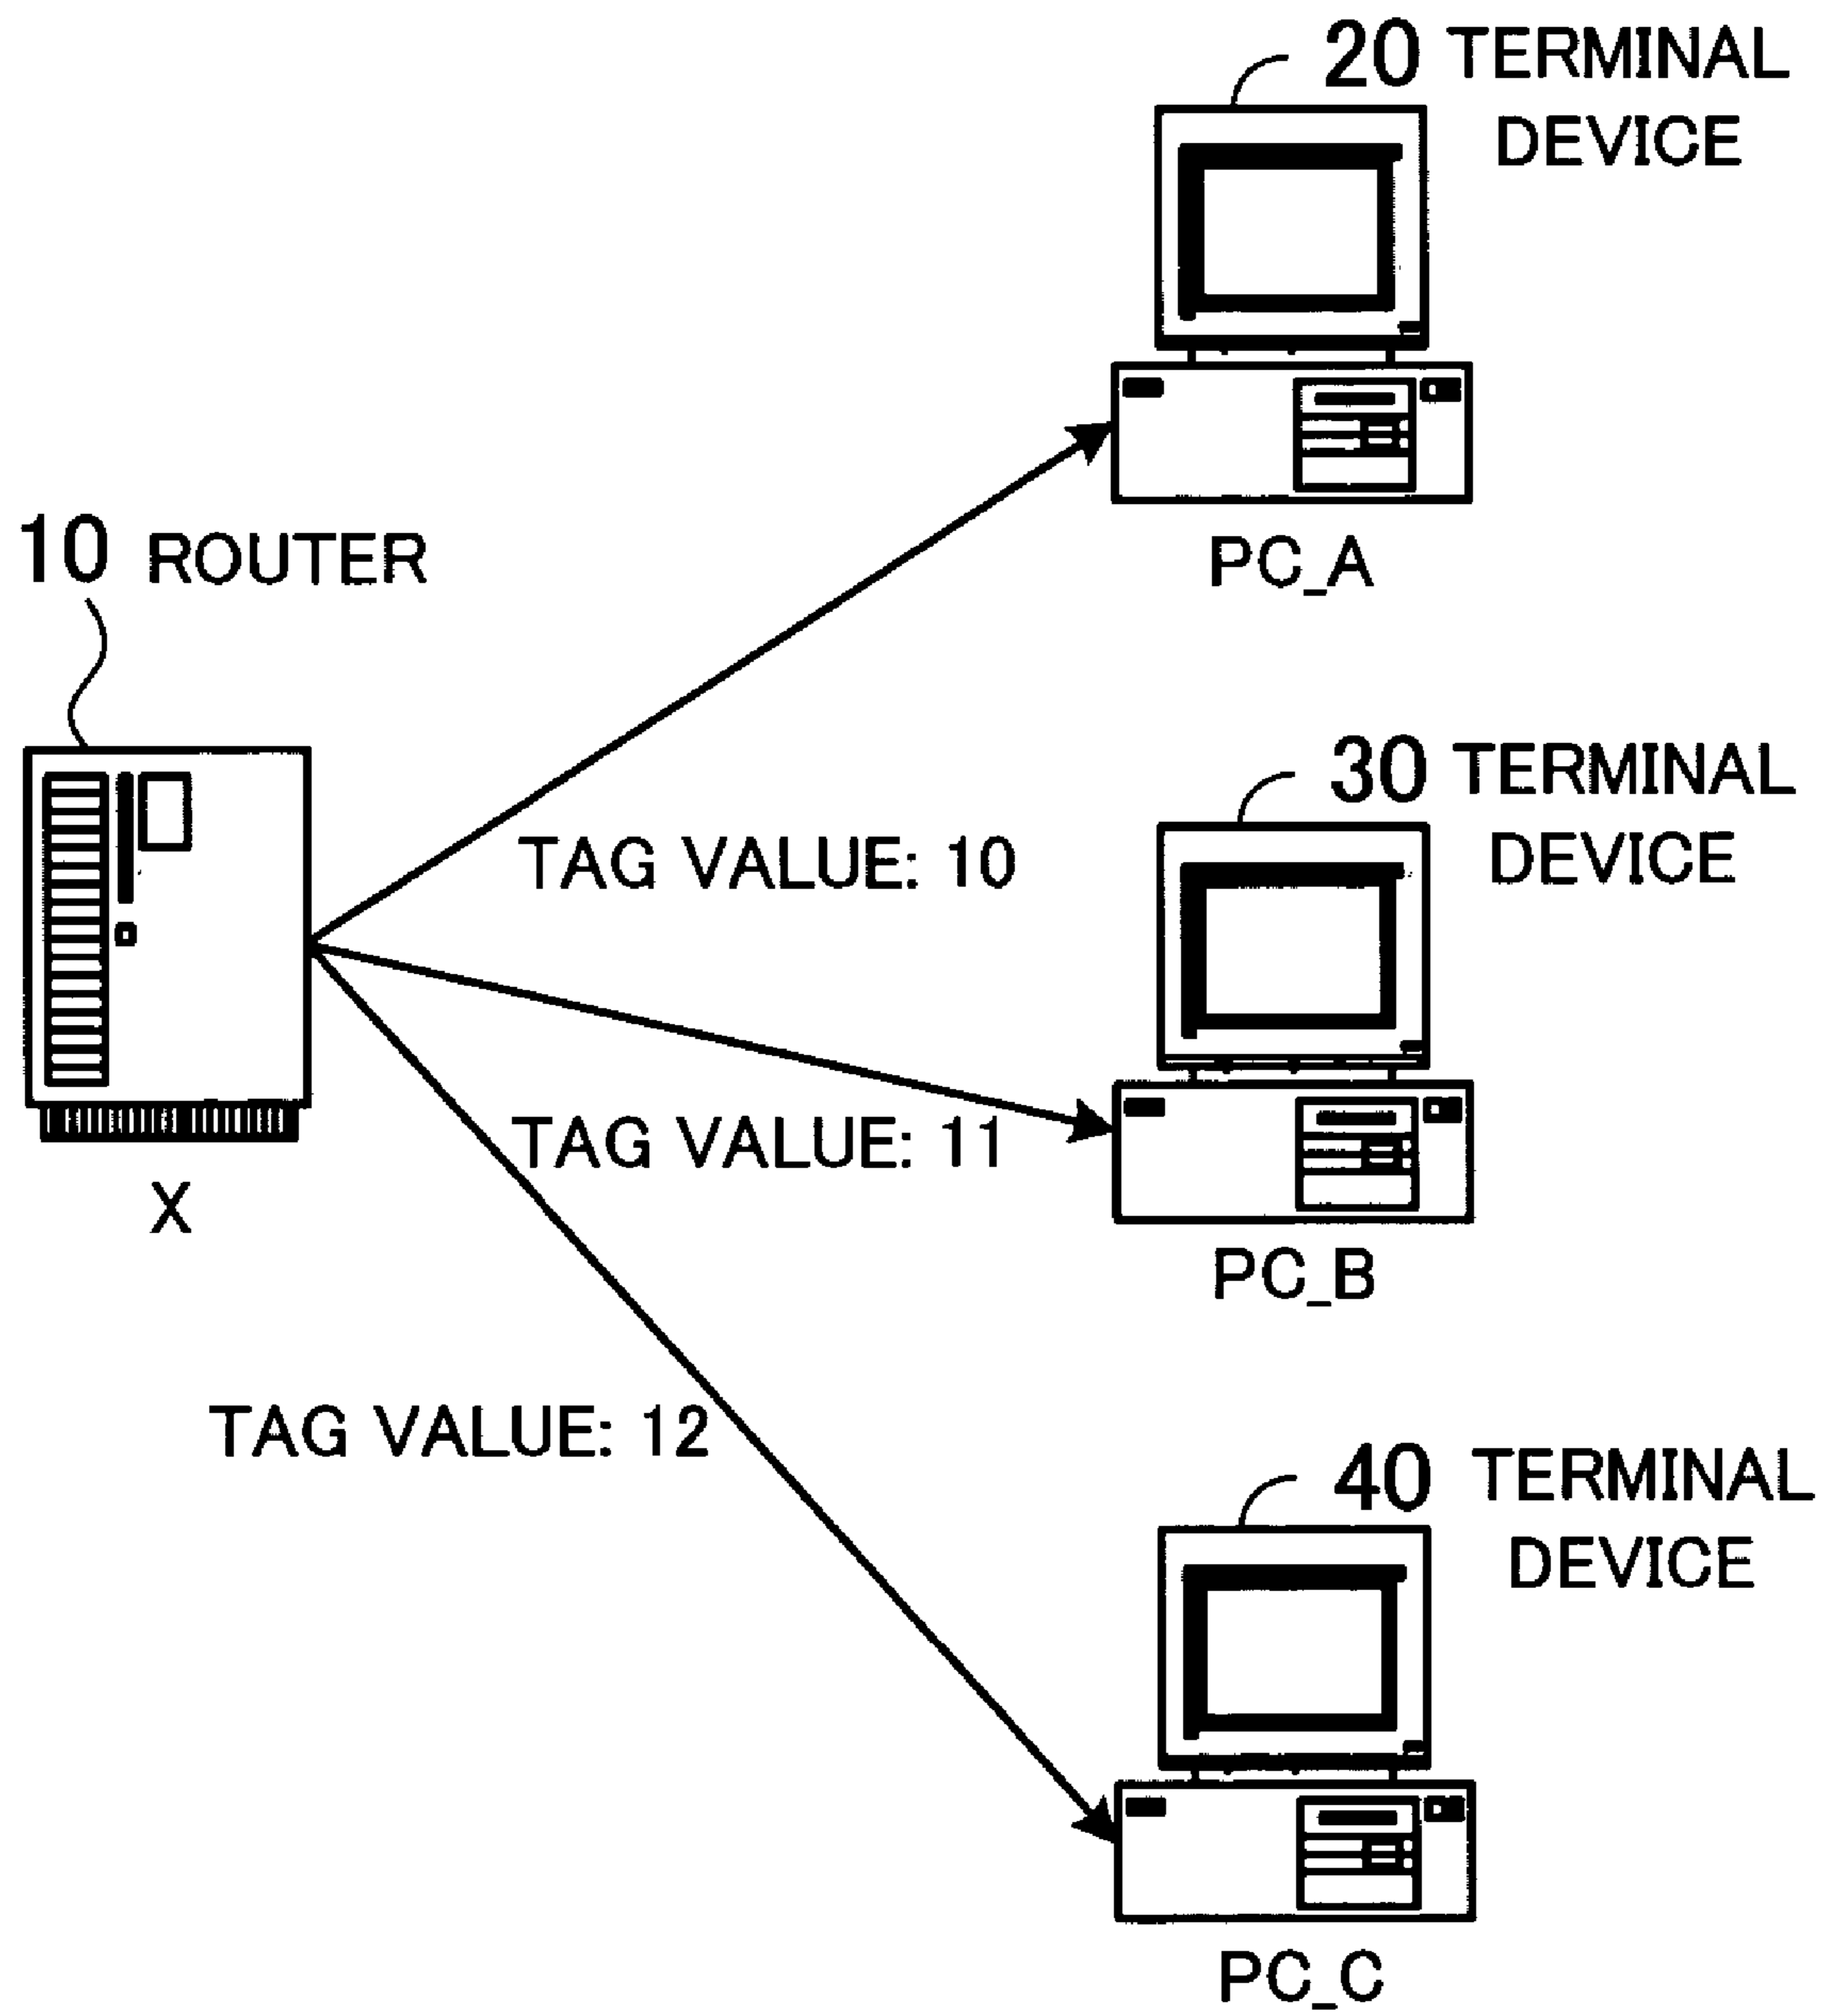 20 TERMINAL
DEVICE
PC_A
10 ROUTER
X
TAG VALUE: 10
30 TERMINAL
DEVICE
TAG VALUE: 11
PC_B
TAG VALUE: 12
40 TERMINAL
DEVICE
PC_C